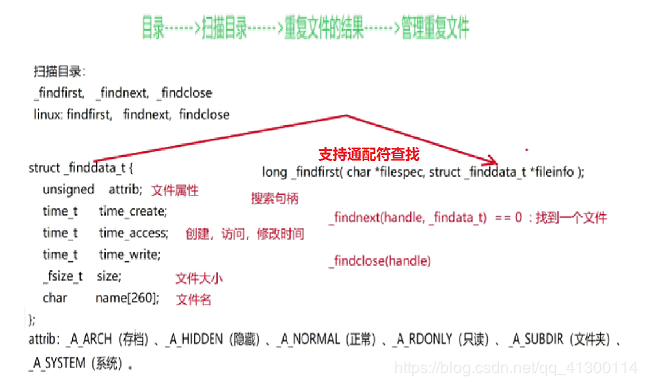 目录------>扫描目录------>重复文件的结果------>管理重复文件
扫描目录：
_findfirst, _findnext, _findclose
linux: findfirst, findnext, findclose
支持通配符查找
struct _finddata_t {
long _findfirst( char *filespec, struct _finddata_t *fileinfo );
unsigned attrib; 文件属性
搜索句柄
time_t time_create;
_findnext(handle, _findata_t) == 0 : 找到一个文件
time_t time_access; 创建，访问，修改时间
time_t time_write;
_findclose(handle)
_fsize_t size; 文件大小
char name[260]; 文件名
};
attrib: _A_ARCH（存档）、_A_HIDDEN（隐藏）、_A_NORMAL（正常）、_A_RDONLY（只读）、_A_SUBDIR（文件夹）、
_A_SYSTEM（系统）。
https://blog.csdn.net/qq_41300114